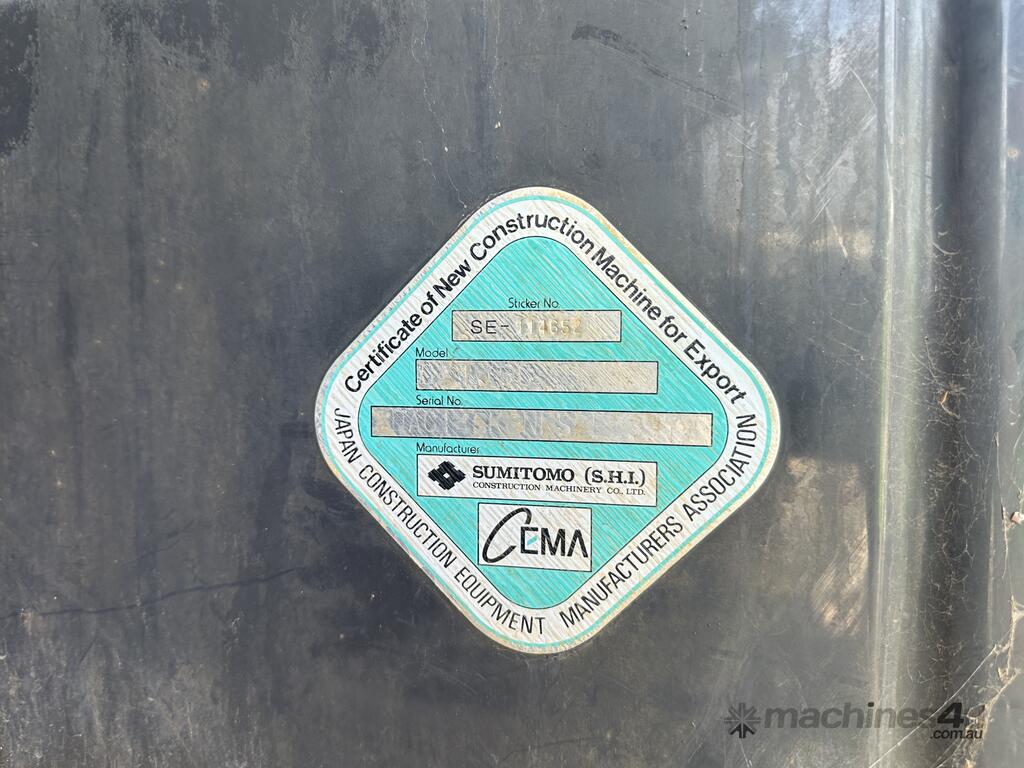 Certificate of New Construction Machine for Export
Sticker No.
SE-
Model
Serial No.
Manufacturer
SUMITOMO (S.H.I.)
CONSTRUCTION MACHINERY CO., LTD.
CEMA
JAPAN CONSTRUCTION EQUIPMENT MANUFACTURERS ASSOCIATION
machines4u
.com.au